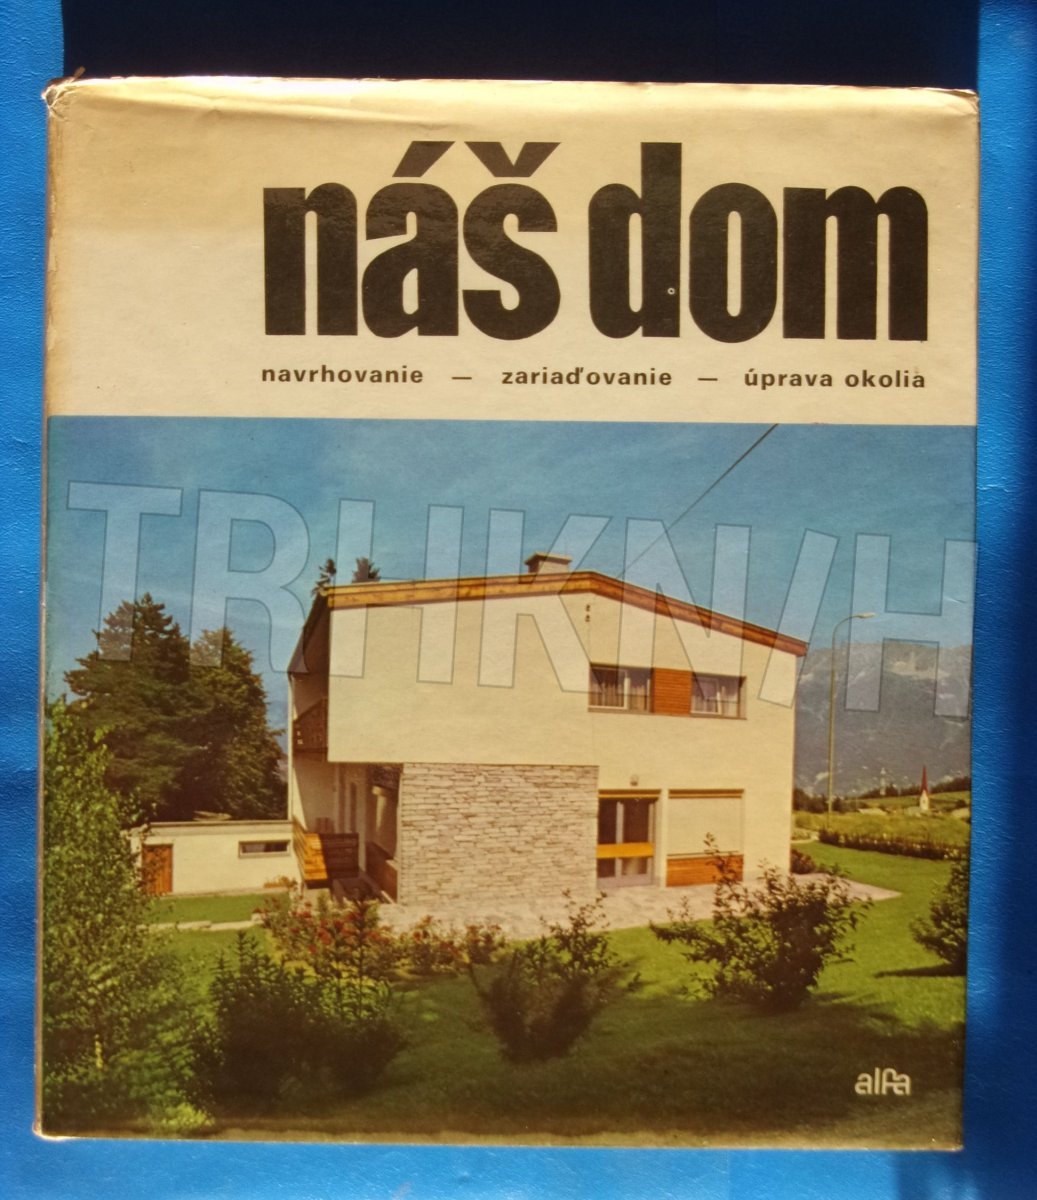 náš dom
navrhovanie — zariaďovanie — úprava okolia
TRHKNIH
alfa